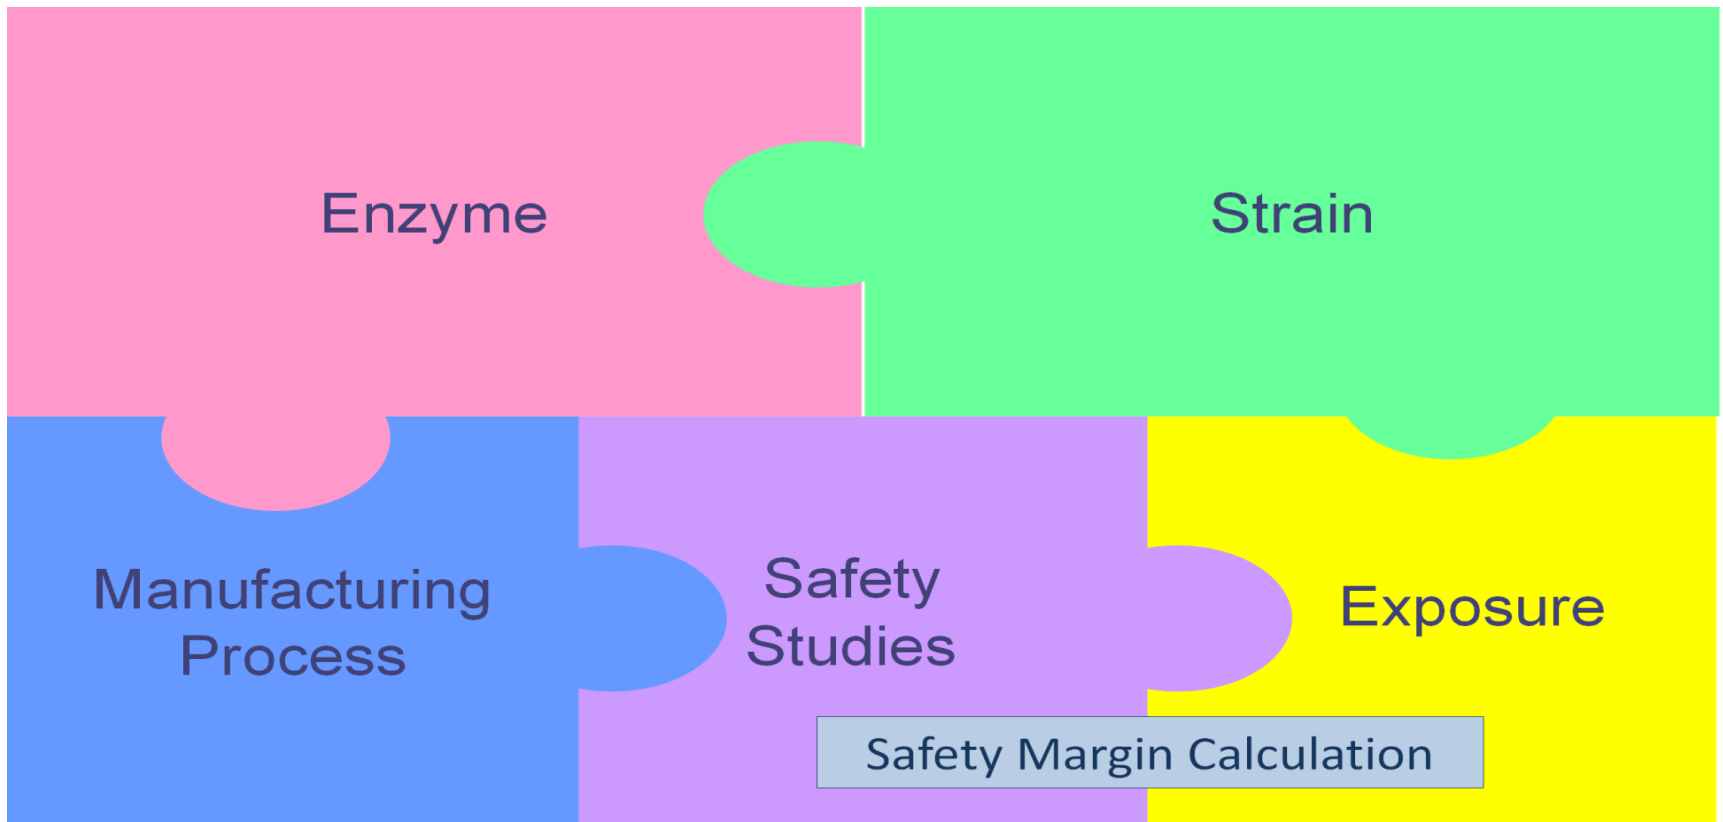 Enzyme
Strain
Manufacturing
Process
Safety
Studies
Exposure
Safety Margin Calculation